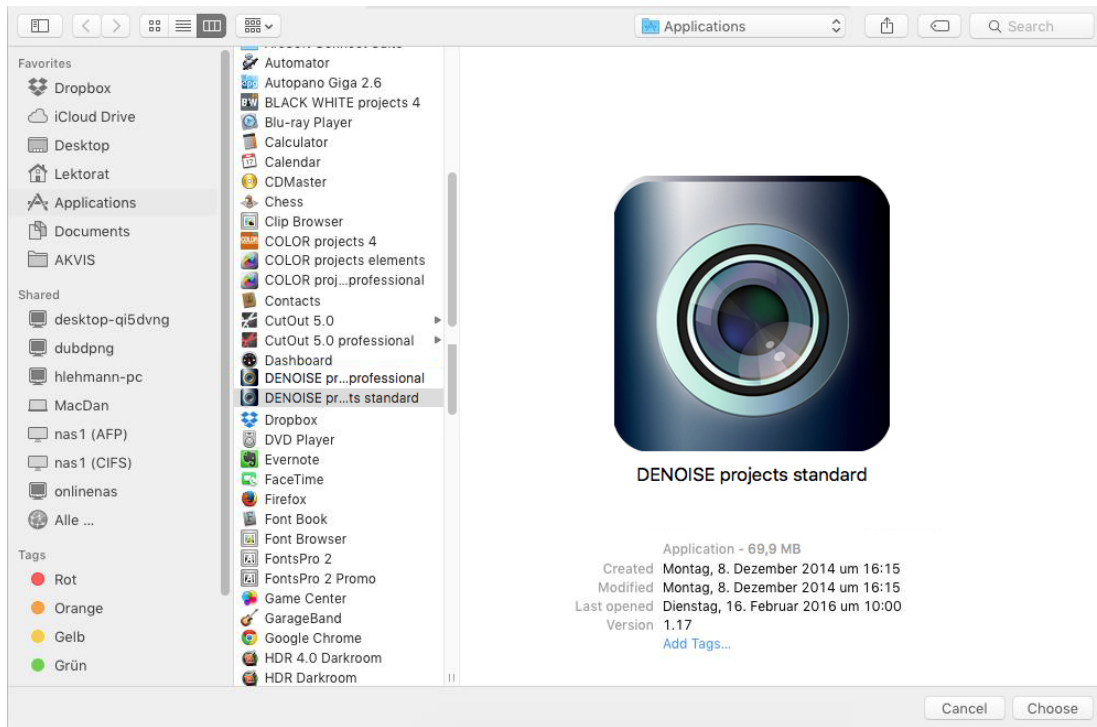 Applications
Search
Favorites
Dropbox
iCloud Drive
Desktop
Lektorat
Applications
Documents
AKVIS
Shared
desktop-qi5dvng
dubdpng
hlehmann-pc
MacDan
nas1 (AFP)
nas1 (CIFS)
onlinenas
Alle ...
Tags
Rot
Orange
Gelb
Grün
Automator
Autopano Giga 2.6
BLACK WHITE projects 4
Blu-ray Player
Calculator
Calendar
CDMaster
Chess
Clip Browser
COLOR projects 4
COLOR projects elements
COLOR proj...professional
Contacts
CutOut 5.0
CutOut 5.0 professional
Dashboard
DENOISE pr...professional
DENOISE pr...ts standard
Dropbox
DVD Player
Evernote
FaceTime
Firefox
Font Book
Font Browser
FontsPro 2
FontsPro 2 Promo
Game Center
GarageBand
Google Chrome
HDR 4.0 Darkroom
HDR Darkroom
DENOISE projects standard
Application - 69,9 MB
Created Montag, 8. Dezember 2014 um 16:15
Modified Montag, 8. Dezember 2014 um 16:15
Last opened Dienstag, 16. Februar 2016 um 10:00
Version 1.17
Add Tags...
Cancel
Choose